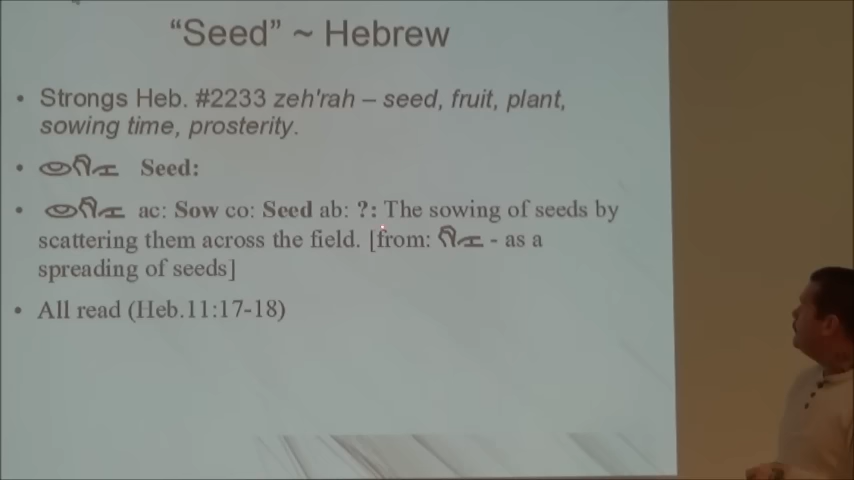 “Seed” ~ Hebrew
• Strongs Heb. #2233 zeh'rah – seed, fruit, plant,
sowing time, prosterity.
• Seed:
• ac: Sow co: Seed ab: ?: The sowing of seeds by
scattering them across the field. [from: - as a
spreading of seeds]
• All read (Heb.11:17-18)